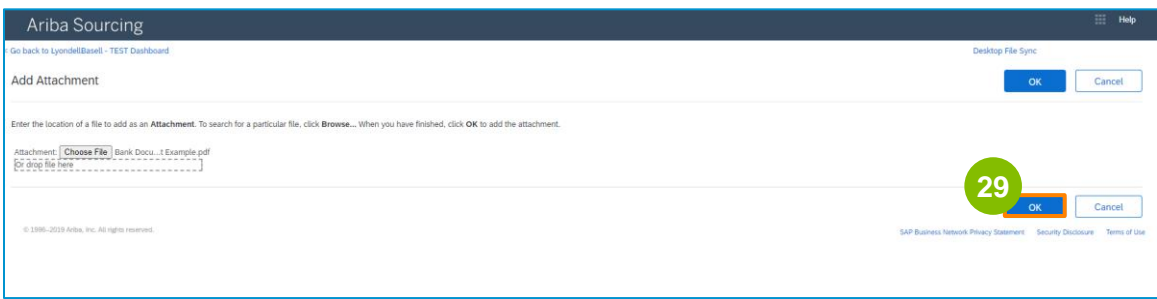 Ariba Sourcing
Help
Go back to LyondellBasell - TEST Dashboard
Desktop File Sync
Add Attachment
OK
Cancel
Enter the location of a file to add as an Attachment. To search for a particular file, click Browse... When you have finished, click OK to add the attachment.
Attachment: Choose File Bank Docu...t Example.pdf
Or drop file here
29
OK
Cancel
© 1996–2019 Ariba, Inc. All rights reserved.
SAP Business Network Privacy Statement Security Disclosure Terms of Use